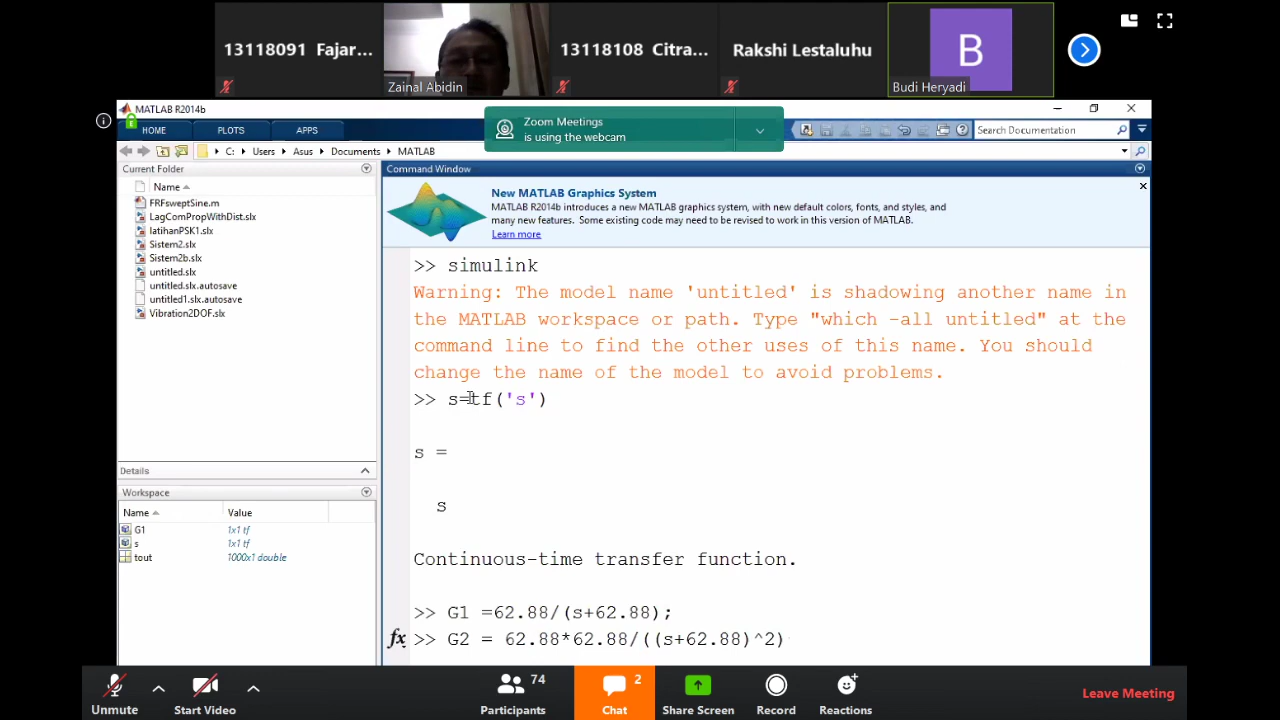 13118091 Fajar...
Zainal Abidin
13118108 Citra...
Rakshi Lestaluhu
B
Budi Heryadi
MATLAB R2014b
HOME
PLOTS
APPS
Zoom Meetings
is using the webcam
Search Documentation
C: Users Asus Documents MATLAB
Current Folder
Name
FRFsweptSine.m
LagComPropWithDist.slx
latihanPSK1.slx
Sistem2.slx
Sistem2b.slx
untitled.slx
untitled.slx.autosave
untitled1.slx.autosave
Vibration2DOF.slx
Details
Workspace
Name Value
G1 1x1 tf
s 1x1 tf
tout 1000x1 double
Command Window
New MATLAB Graphics System
MATLAB R2014b introduces a new MATLAB graphics system, with new default colors, fonts, and styles, and
many new features. Some existing code may need to be revised to work in this version of MATLAB.
Learn more
>> simulink
Warning: The model name 'untitled' is shadowing another name in
the MATLAB workspace or path. Type "which -all untitled" at the
command line to find the other uses of this name. You should
change the name of the model to avoid problems.
>> s=tf('s')
s =
s
Continuous-time transfer function.
>> G1 =62.88/(s+62.88);
fx >> G2 = 62.88*62.88/((s+62.88)^2)
Unmute
Start Video
74
Participants
2
Chat
Share Screen
Record
Reactions
Leave Meeting